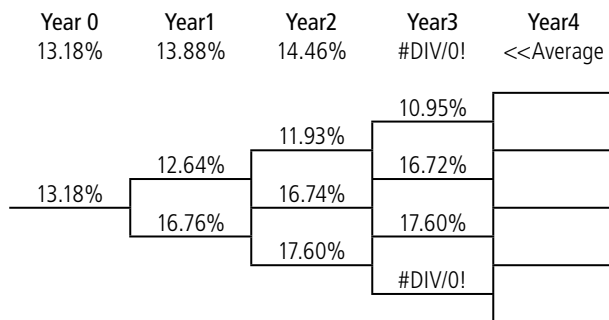 Year 0 Year1 Year2 Year3 Year4
13.18% 13.88% 14.46% #DIV/0! <<Average
10.95%
11.93%
12.64% 16.72%
13.18% 16.74%
16.76% 17.60%
17.60%
#DIV/0!